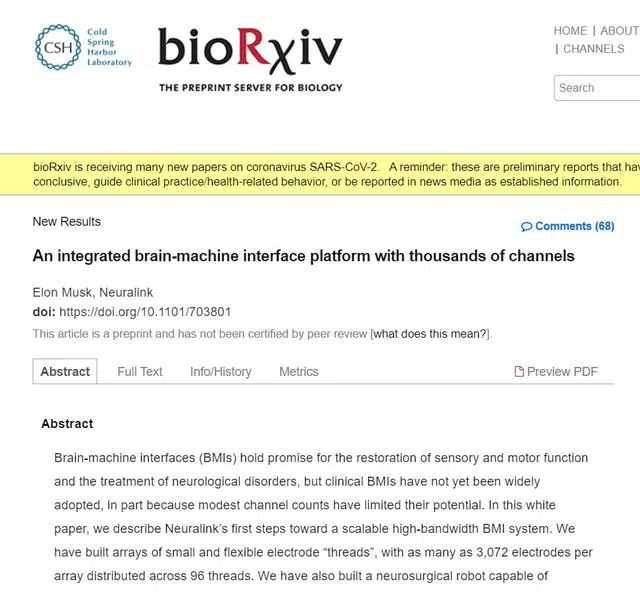 CSH Cold
Spring
Harbor
Laboratory
bioRxiv
THE PREPRINT SERVER FOR BIOLOGY
HOME | ABOUT
| CHANNELS
Search
bioRxiv is receiving many new papers on coronavirus SARS-CoV-2. A reminder: these are preliminary reports that hav
conclusive, guide clinical practice/health-related behavior, or be reported in news media as established information.
New Results
Comments (68)
An integrated brain-machine interface platform with thousands of channels
Elon Musk, Neuralink
doi: https://doi.org/10.1101/703801
This article is a preprint and has not been certified by peer review [what does this mean?].
Abstract Full Text Info/History Metrics Preview PDF
Abstract
Brain-machine interfaces (BMIs) hold promise for the restoration of sensory and motor function
and the treatment of neurological disorders, but clinical BMIs have not yet been widely
adopted, in part because modest channel counts have limited their potential. In this white
paper, we describe Neuralink’s first steps toward a scalable high-bandwidth BMI system. We
have built arrays of small and flexible electrode “threads”, with as many as 3,072 electrodes per
array distributed across 96 threads. We have also built a neurosurgical robot capable of